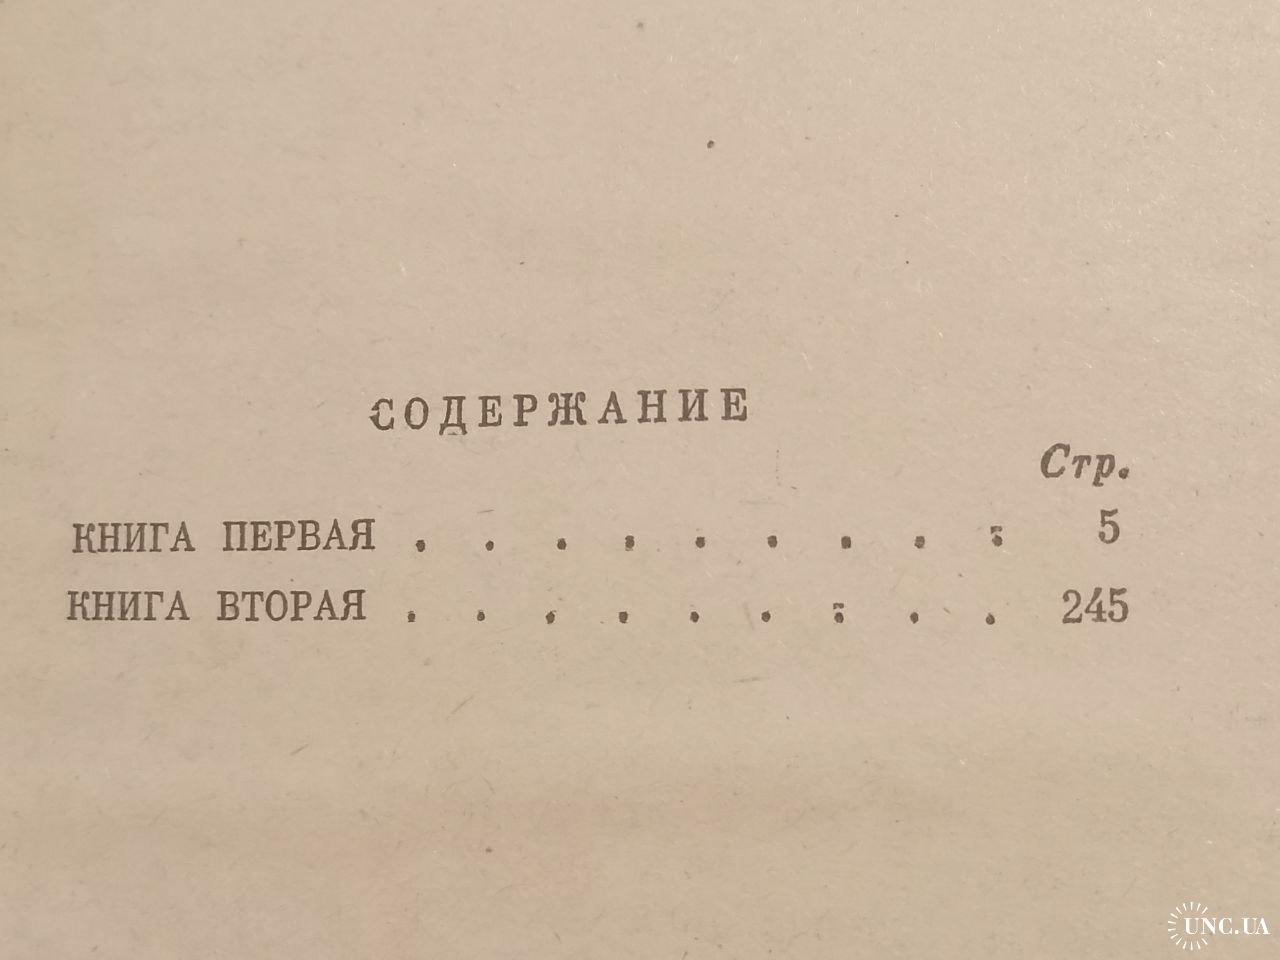 СОДЕРЖАНИЕ
Стр.
КНИГА ПЕРВАЯ . . . . . . . . . 5
КНИГА ВТОРАЯ . . . . . . . . . 245
UNC.UA